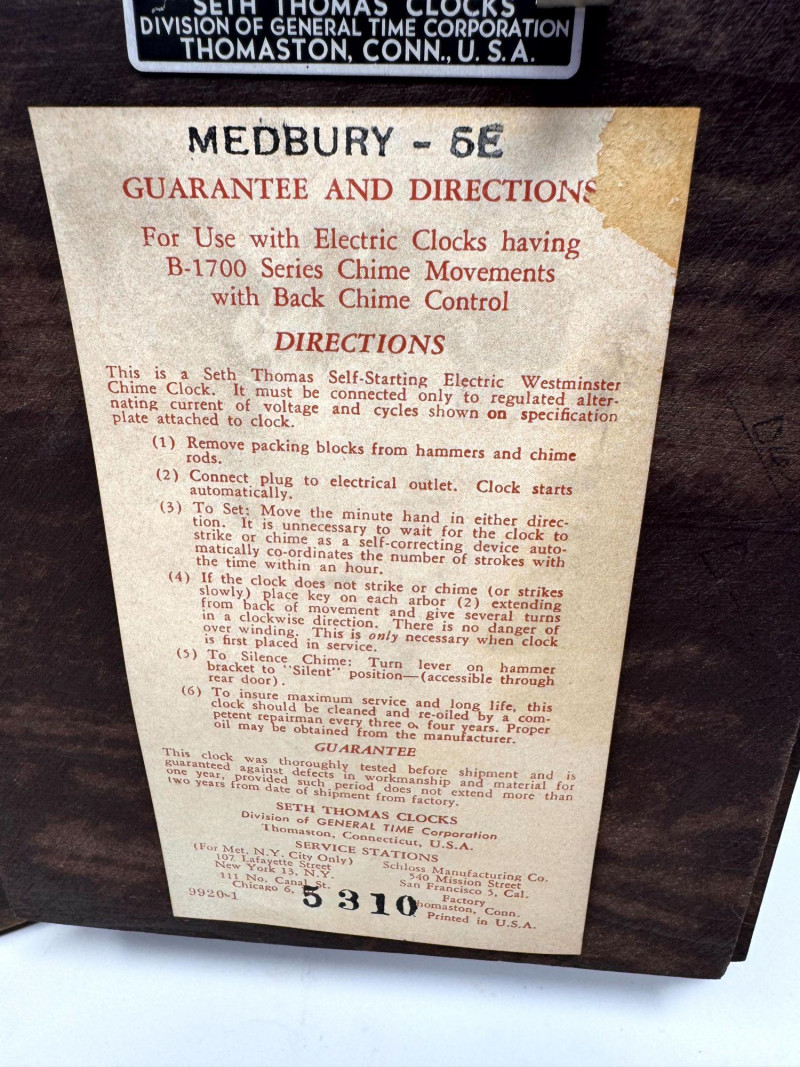 SETH THOMAS CLOCKS
DIVISION OF GENERAL TIME CORPORATION
THOMASTON, CONN., U. S. A.
MEDBURY - 6E
GUARANTEE AND DIRECTIONS
For Use with Electric Clocks having
B-1700 Series Chime Movements
with Back Chime Control
DIRECTIONS
This is a Seth Thomas Self-Starting Electric Westminster
Chime Clock. It must be connected only to regulated alter-
nating current of voltage and cycles shown on specification
plate attached to clock.
(1) Remove packing blocks from hammers and chime
rods.
(2) Connect plug to electrical outlet. Clock starts
automatically.
(3) To Set: Move the minute hand in either direc-
tion. It is unnecessary to wait for the clock to
strike or chime as a self-correcting device auto-
matically co-ordinates the number of strokes with
the time within an hour.
(4) If the clock does not strike or chime (or strikes
slowly) place key on each arbor (2) extending
from back of movement and give several turns
in a clockwise direction. There is no danger of
over winding. This is only necessary when clock
is first placed in service.
(5) To Silence Chime: Turn lever on hammer
bracket to "Silent" position—(accessible through
rear door).
(6) To insure maximum service and long life, this
clock should be cleaned and re-oiled by a com-
petent repairman every three or four years. Proper
oil may be obtained from the manufacturer.
GUARANTEE
This clock was thoroughly tested before shipment and is
guaranteed against defects in workmanship and material for
one year, provided such period does not extend more than
two years from date of shipment from factory.
SETH THOMAS CLOCKS
Division of GENERAL TIME Corporation
Thomaston, Connecticut, U.S.A.
SERVICE STATIONS
(For Met. N.Y. City Only) Schloss Manufacturing Co.
107 Lafayette Street 540 Mission Street
New York 13, N.Y. San Francisco 5, Cal.
111 No. Canal St. Factory
Chicago 6, Thomaston, Conn.
9920-1 5310 Printed in U.S.A.